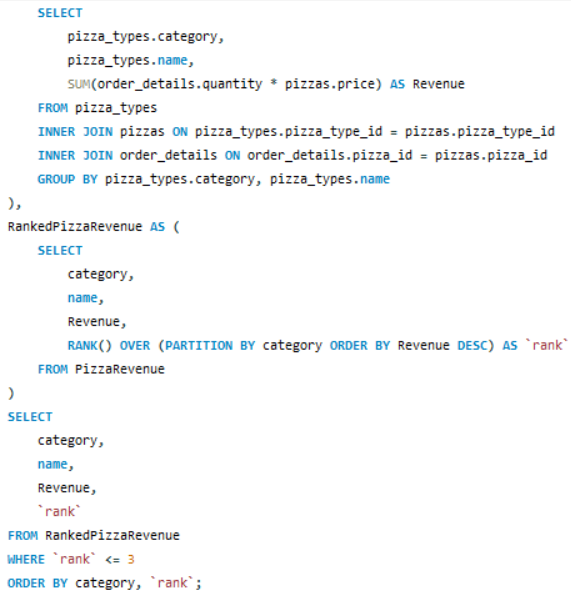 SELECT
pizza_types.category,
pizza_types.name,
SUM(order_details.quantity * pizzas.price) AS Revenue
FROM pizza_types
INNER JOIN pizzas ON pizza_types.pizza_type_id = pizzas.pizza_type_id
INNER JOIN order_details ON order_details.pizza_id = pizzas.pizza_id
GROUP BY pizza_types.category, pizza_types.name
),
RankedPizzaRevenue AS (
SELECT
category,
name,
Revenue,
RANK() OVER (PARTITION BY category ORDER BY Revenue DESC) AS `rank`
FROM PizzaRevenue
)
SELECT
category,
name,
Revenue,
`rank`
FROM RankedPizzaRevenue
WHERE `rank` <= 3
ORDER BY category, `rank`;